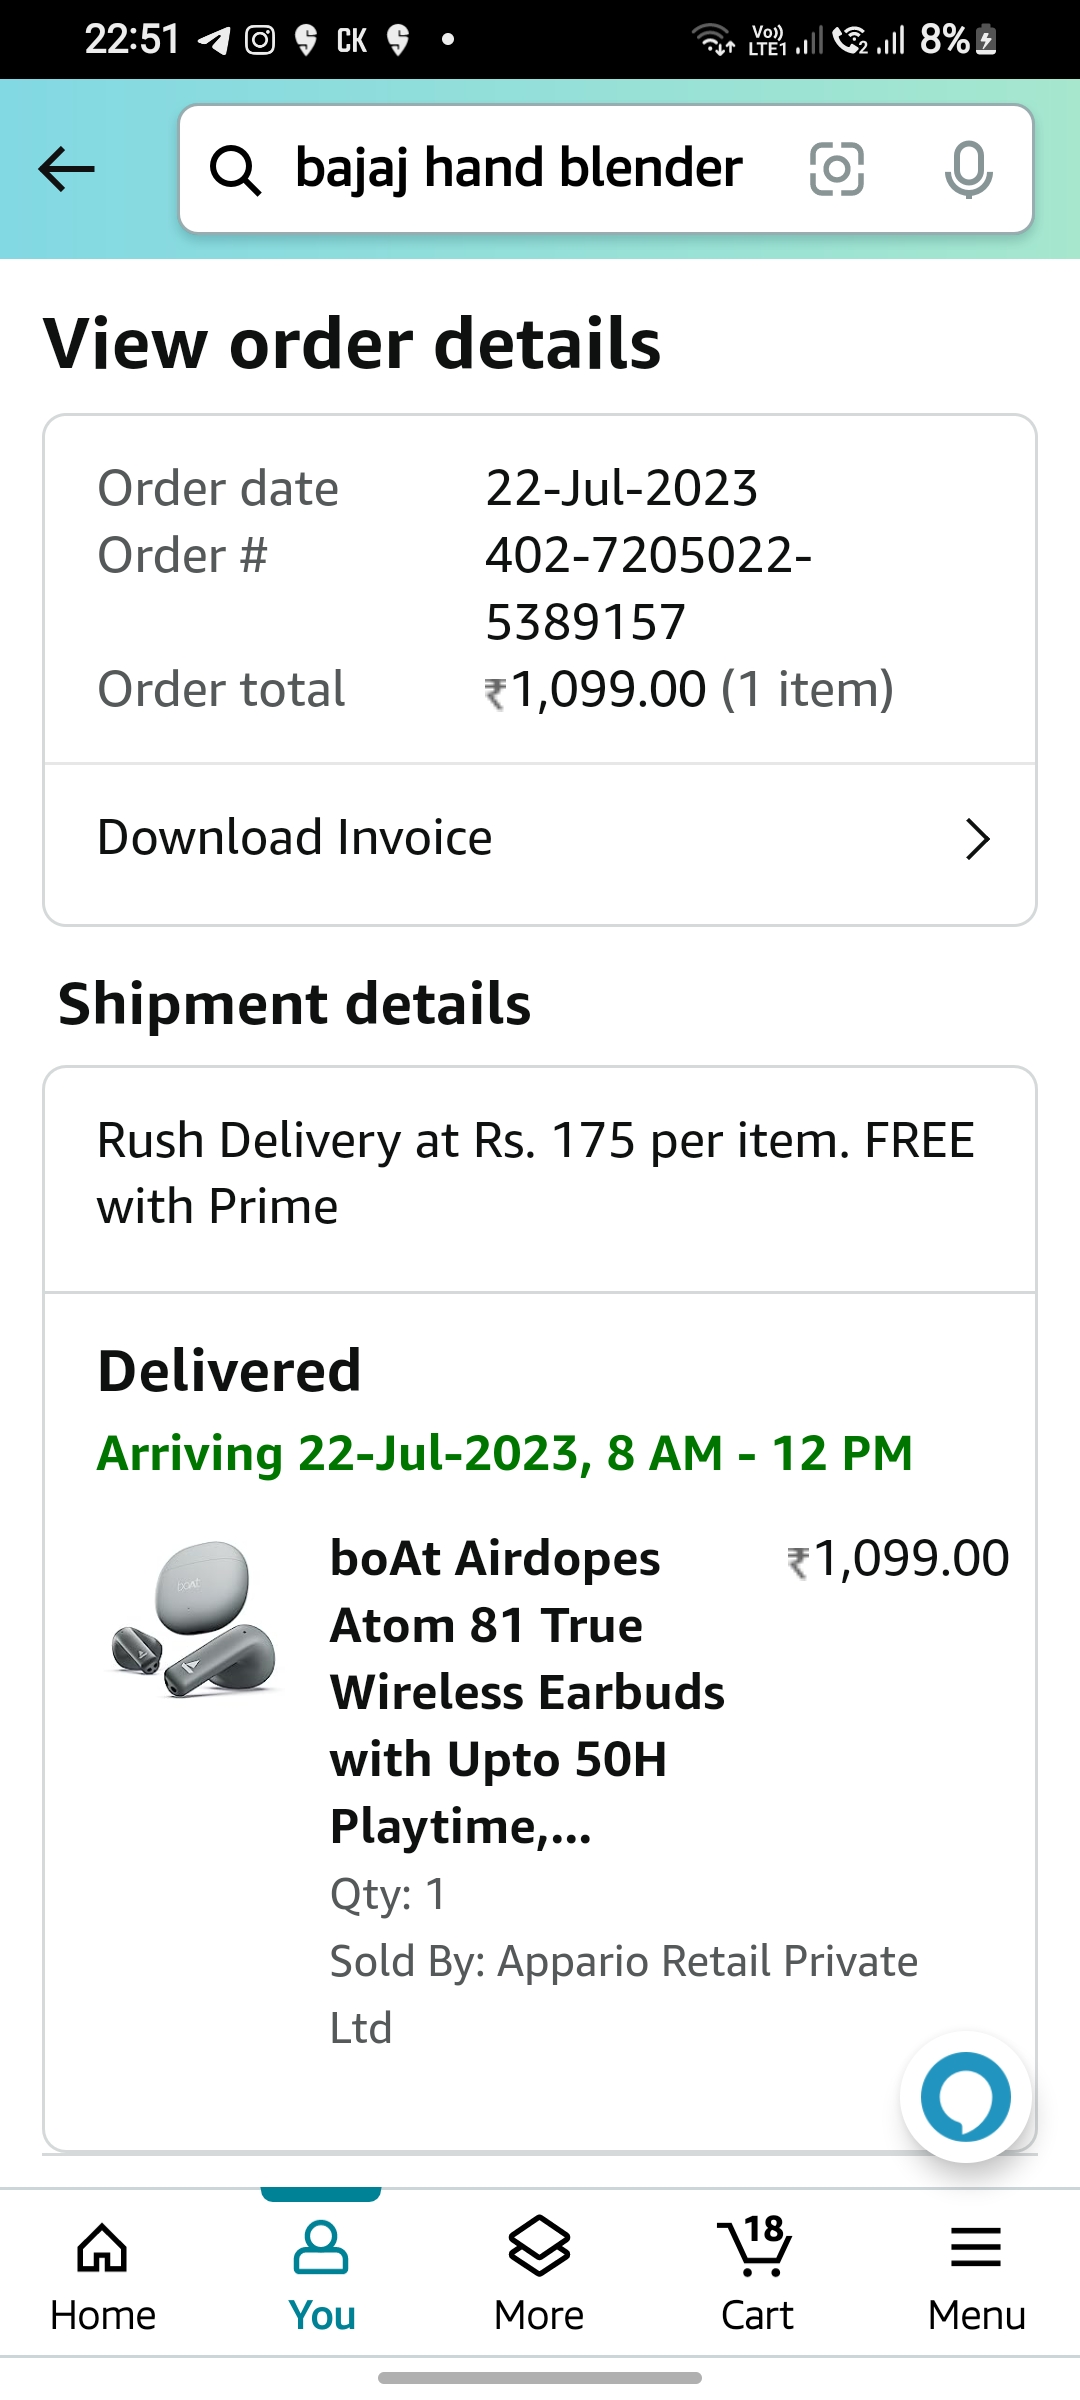 22:51 CK Vo)) LTE1 2 8%
bajaj hand blender
View order details
Order date 22-Jul-2023
Order # 402-7205022-
5389157
Order total ₹1,099.00 (1 item)
Download Invoice
Shipment details
Rush Delivery at Rs. 175 per item. FREE
with Prime
Delivered
Arriving 22-Jul-2023, 8 AM - 12 PM
boAt
boAt Airdopes ₹1,099.00
Atom 81 True
Wireless Earbuds
with Upto 50H
Playtime,...
Qty: 1
Sold By: Appario Retail Private
Ltd
18
Home You More Cart Menu